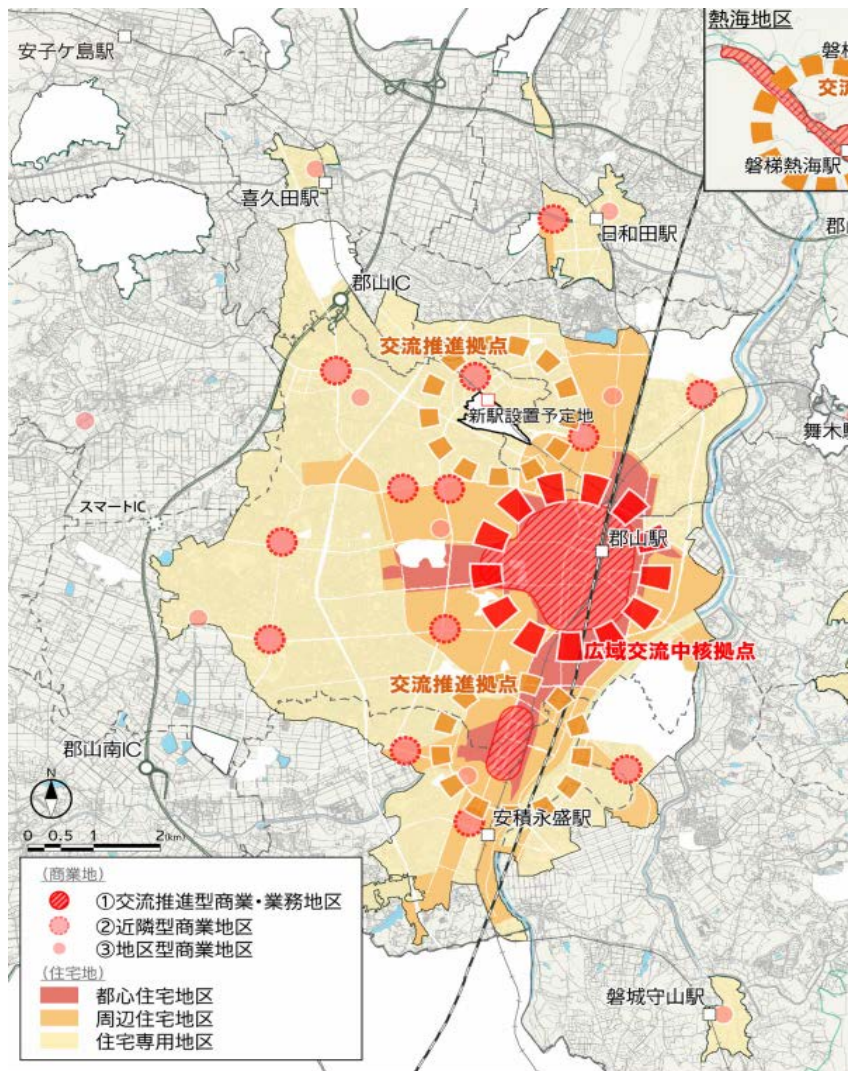 熱海地区
安子ケ島駅
磐梯
交流
磐梯熱海駅
喜久田駅
日和田駅
郡山
郡山IC
交流推進拠点
新駅設置予定地
舞木駅
スマートIC
郡山駅
広域交流中核拠点
交流推進拠点
郡山南IC
安積永盛駅
N
0 0.5 1 2(km)
(商業地)
①交流推進型商業・業務地区
②近隣型商業地区
③地区型商業地区
(住宅地)
都心住宅地区
周辺住宅地区
住宅専用地区
磐城守山駅